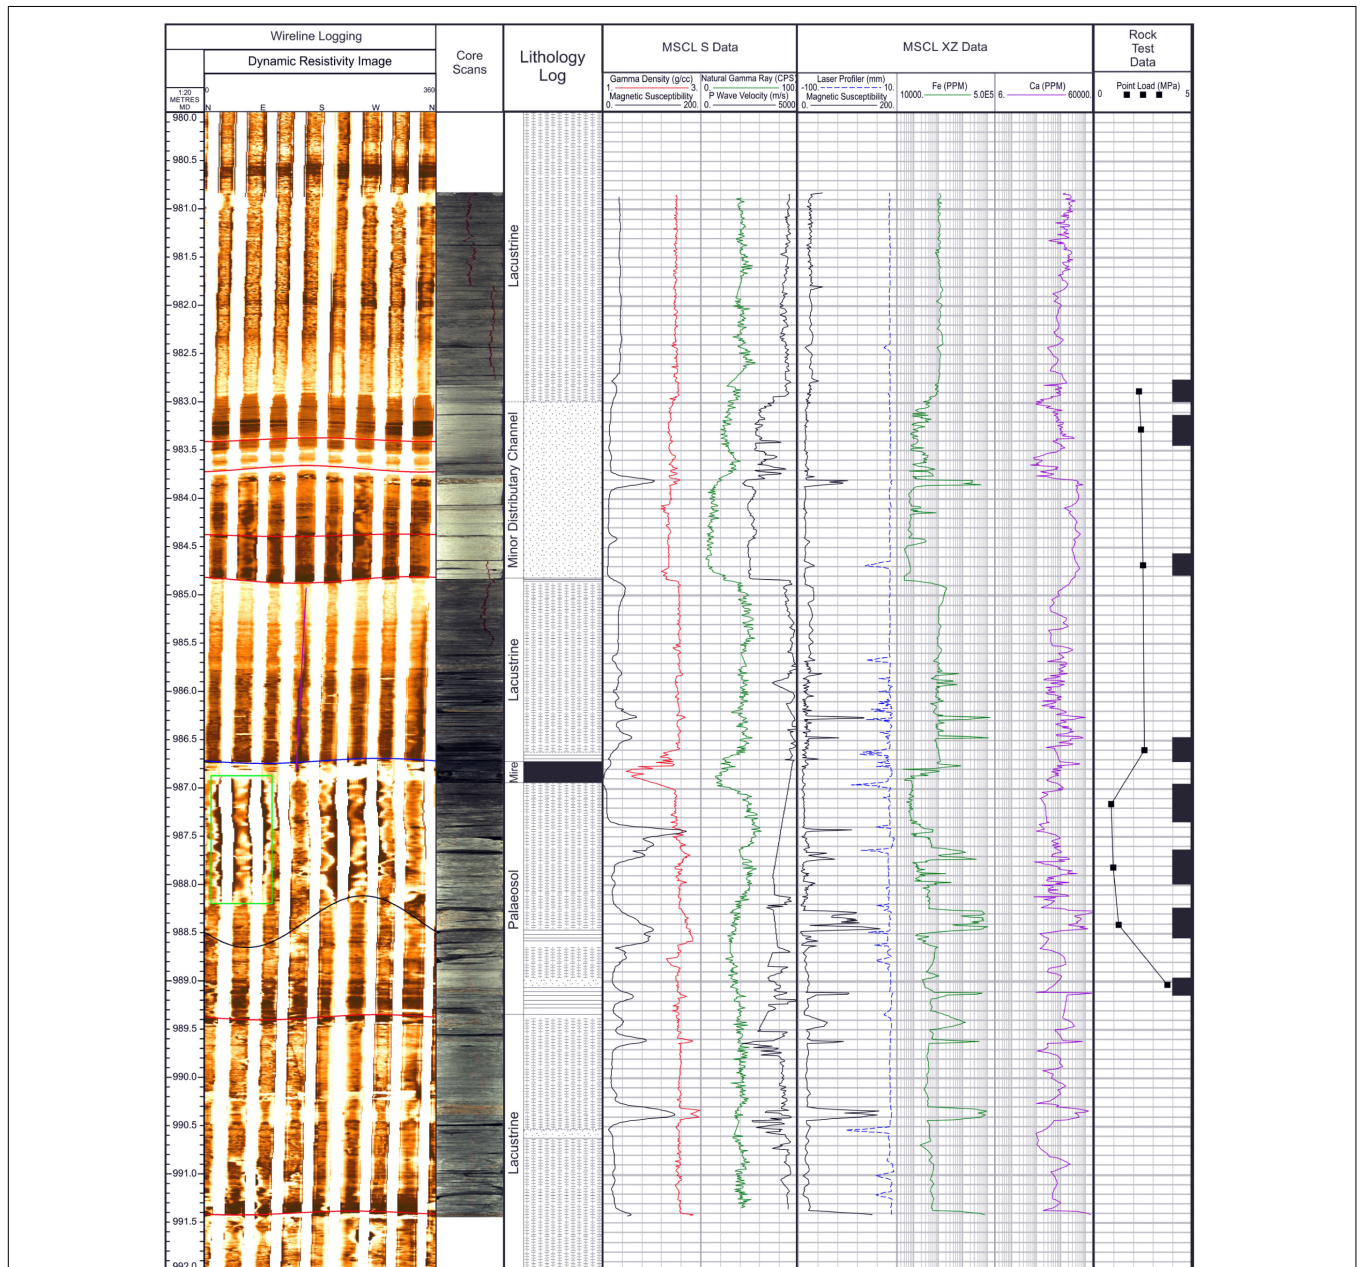 Wireline Logging
Dynamic Resistivity Image
Core
Scans
Lithology
Log
MSCL S Data
MSCL XZ Data
Rock
Test
Data
Gamma Density (g/cc)
1. 3.
Magnetic Susceptibility
0. 200.
Natural Gamma Ray (CPS)
0. 100.
P Wave Velocity (m/s)
0. 5000
Laser Profiler (mm)
-100. 10.
Magnetic Susceptibility
0. 200.
Fe (PPM)
10000. 5.0E5
Ca (PPM)
6. 60000.
Point Load (MPa)
0 5
1:20
METRES
MD
0 360
N E S W N
980.0
980.5
981.0
981.5
982.0
982.5
983.0
983.5
984.0
984.5
985.0
985.5
986.0
986.5
987.0
987.5
988.0
988.5
989.0
989.5
990.0
990.5
991.0
991.5
992.0
Lacustrine
Minor Distributary Channel
Lacustrine
Mire
Palaeosol
Lacustrine